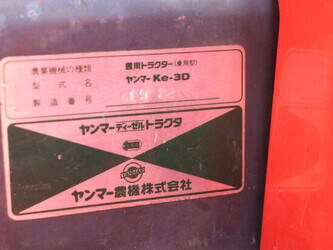 農業機械の種類 農用トラクター(乗用型)
型式名 ヤンマー Ke-3D
製造番号
ヤンマーディーゼルトラクタ
ヤンマー農機株式会社